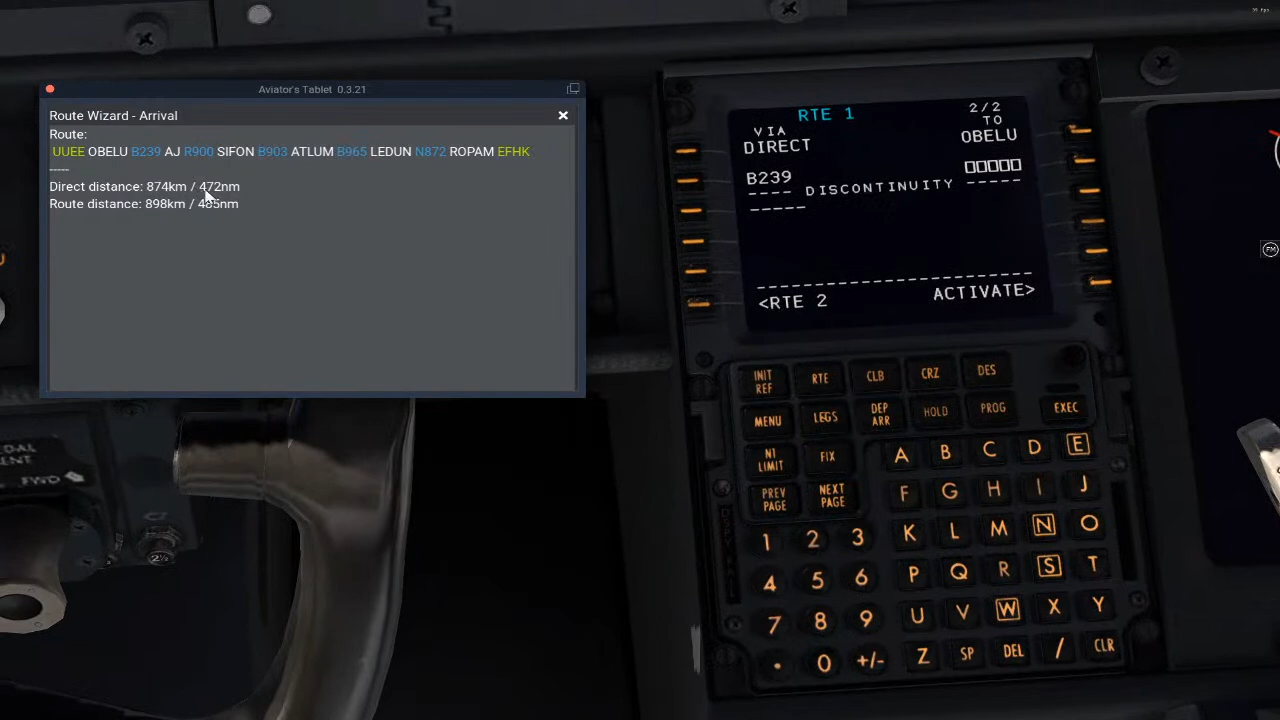 Aviator's Tablet 0.3.21
Route Wizard - Arrival
Route:
UUEE OBELU B239 AJ R900 SIFON B903 ATLUM B965 LEDUN N872 ROPAM EFHK
-----
Direct distance: 874km / 472nm
Route distance: 898km / 485nm
RTE 1 2/2
VIA TO
DIRECT OBELU
B239 □□□□□
---- DISCONTINUITY -----
-----
<RTE 2 ACTIVATE>
INIT REF RTE CLB CRZ DES
MENU LEGS DEP ARR HOLD PROG EXEC
N1 LIMIT FIX A B C D E
PREV PAGE NEXT PAGE F G H I J
1 2 3 K L M N O
4 5 6 P Q R S T
7 8 9 U V W X Y
. 0 +/- Z SP DEL / CLR
FWD
2½